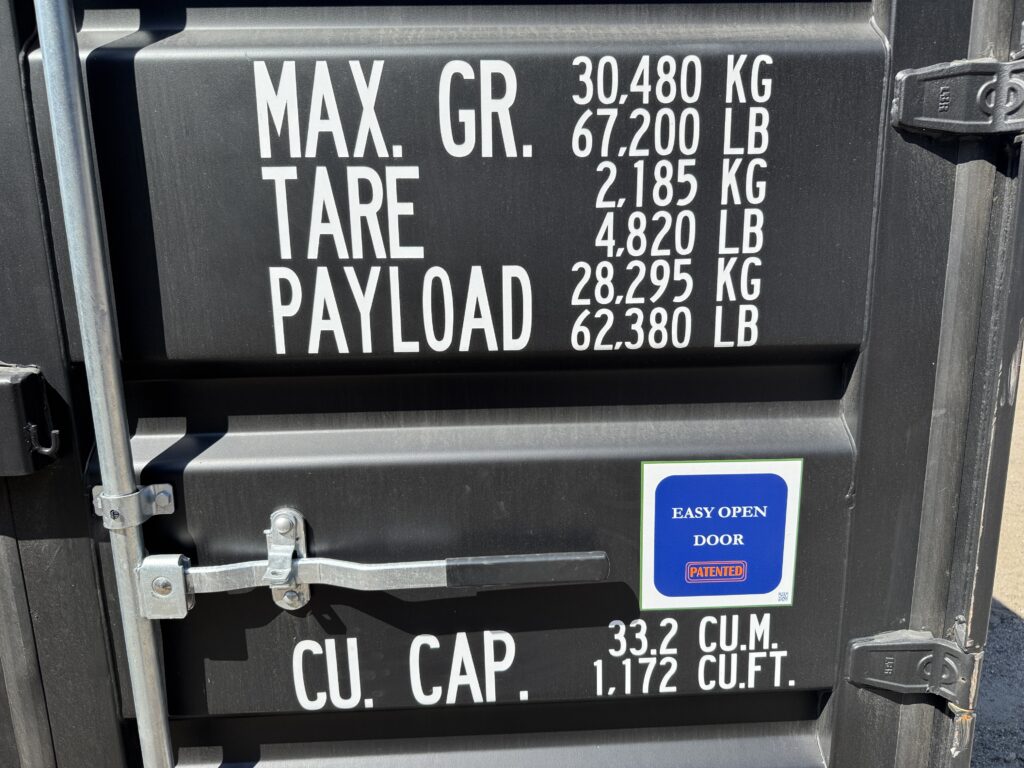 MAX. GR. 30,480 KG
67,200 LB
TARE 2,185 KG
4,820 LB
PAYLOAD 28,295 KG
62,380 LB
EASY OPEN
DOOR
PATENTED
CU. CAP. 33.2 CU.M.
1,172 CU.FT.